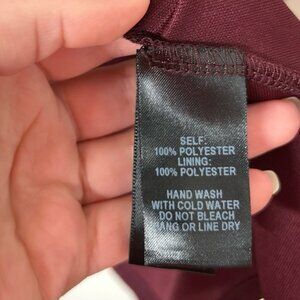 SELF:
100% POLYESTER
LINING:
100% POLYESTER
HAND WASH
WITH COLD WATER
DO NOT BLEACH
HANG OR LINE DRY